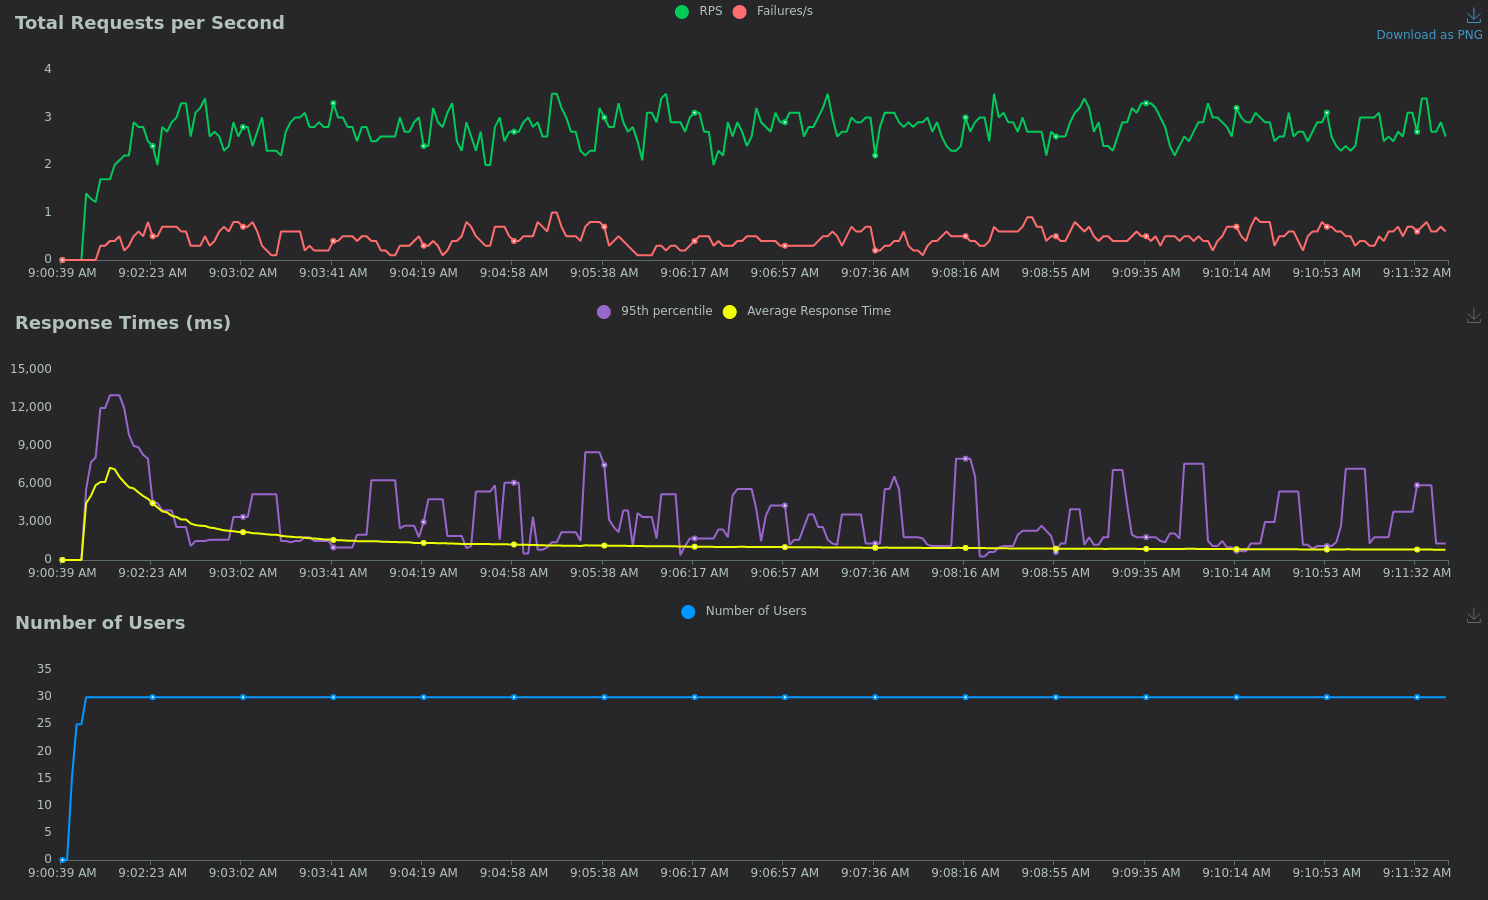 Total Requests per Second
RPS Failures/s
Download as PNG
4
3
2
1
0
9:00:39 AM 9:02:23 AM 9:03:02 AM 9:03:41 AM 9:04:19 AM 9:04:58 AM 9:05:38 AM 9:06:17 AM 9:06:57 AM 9:07:36 AM 9:08:16 AM 9:08:55 AM 9:09:35 AM 9:10:14 AM 9:10:53 AM 9:11:32 AM
Response Times (ms)
95th percentile Average Response Time
15,000
12,000
9,000
6,000
3,000
0
9:00:39 AM 9:02:23 AM 9:03:02 AM 9:03:41 AM 9:04:19 AM 9:04:58 AM 9:05:38 AM 9:06:17 AM 9:06:57 AM 9:07:36 AM 9:08:16 AM 9:08:55 AM 9:09:35 AM 9:10:14 AM 9:10:53 AM 9:11:32 AM
Number of Users
Number of Users
35
30
25
20
15
10
5
0
9:00:39 AM 9:02:23 AM 9:03:02 AM 9:03:41 AM 9:04:19 AM 9:04:58 AM 9:05:38 AM 9:06:17 AM 9:06:57 AM 9:07:36 AM 9:08:16 AM 9:08:55 AM 9:09:35 AM 9:10:14 AM 9:10:53 AM 9:11:32 AM